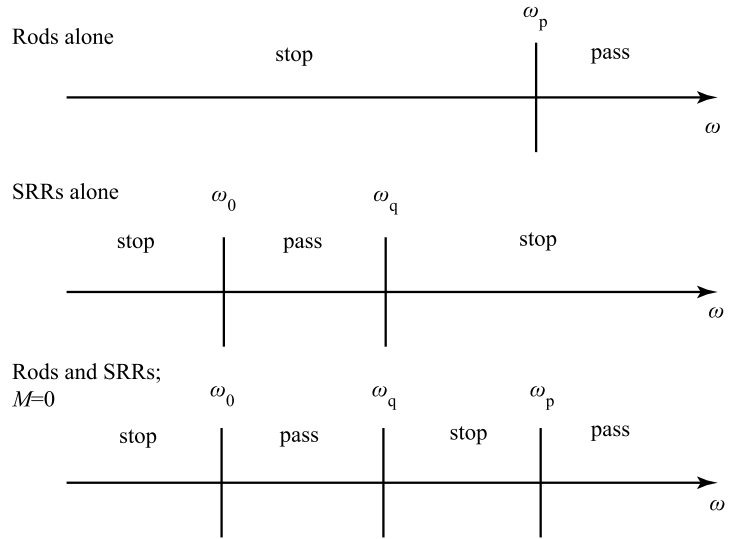 Rods alone
ωp
stop
pass
ω
SRRs alone
ω0
ωq
stop
pass
stop
ω
Rods and SRRs;
M=0
ω0
ωq
ωp
stop
pass
stop
pass
ω